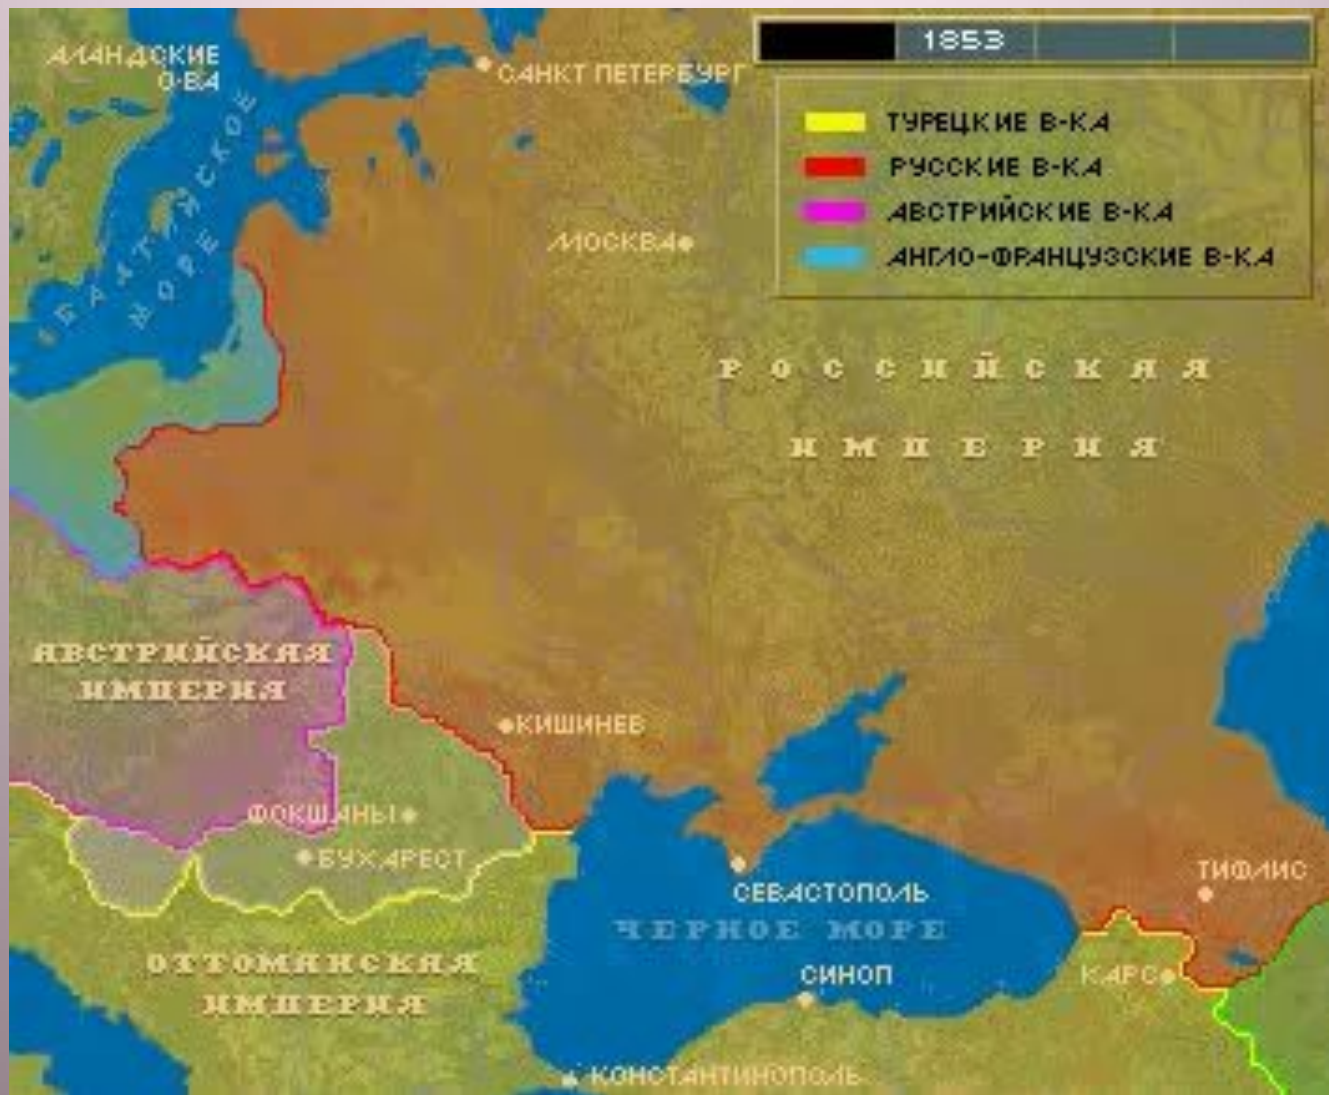 АЛАНДСКИЕ
О-ВА
САНКТ ПЕТЕРБУРГ
1853
ТУРЕЦКИЕ В-КА
РУССКИЕ В-КА
АВСТРИЙСКИЕ В-КА
АНГЛО-ФРАНЦУЗСКИЕ В-КА
БАЛТИЙСКОЕ
МОРЕ
МОСКВА
РОССИЙСКАЯ
ИМПЕРИЯ
АВСТРИЙСКАЯ
ИМПЕРИЯ
КИШИНЕВ
ФОКШАНЫ
БУХАРЕСТ
СЕВАСТОПОЛЬ
ТИФЛИС
ЧЕРНОЕ МОРЕ
ОТТОМАНСКАЯ
ИМПЕРИЯ
СИНОП
КАРС
КОНСТАНТИНОПОЛЬ